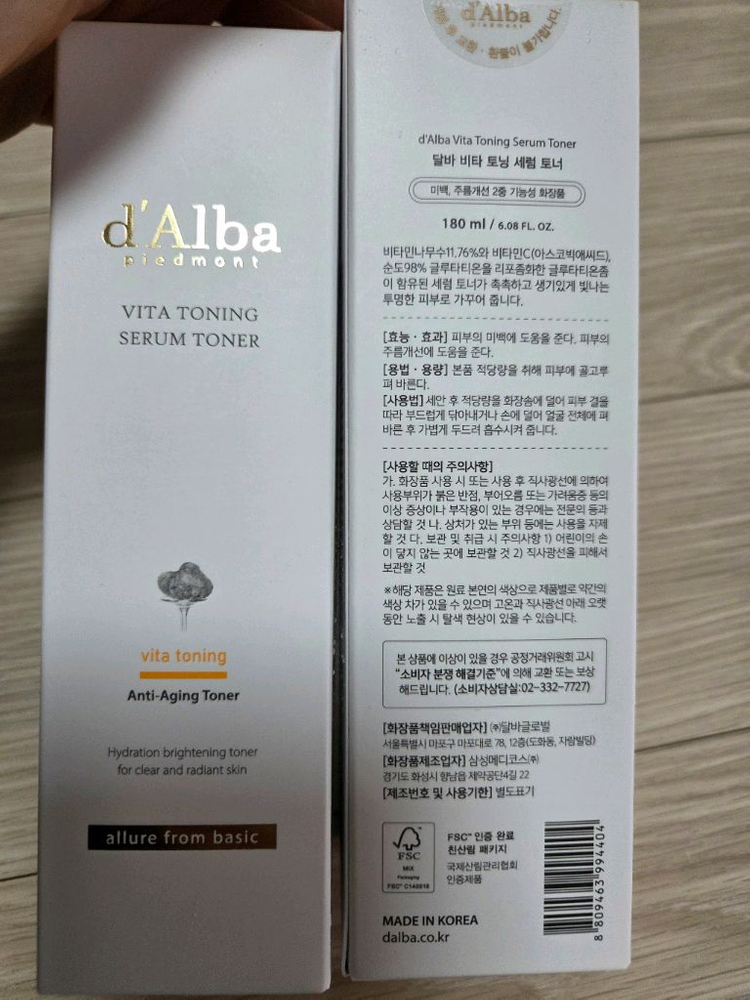 d'Alba
piedmont
VITA TONING
SERUM TONER
vita toning
Anti-Aging Toner
Hydration brightening toner
for clear and radiant skin
allure from basic
d'Alba
piedmont
교환 · 환불이 불가합니다.
d'Alba Vita Toning Serum Toner
달바 비타 토닝 세럼 토너
미백, 주름개선 2중 기능성 화장품
180 ml / 6.08 FL. OZ.
비타민나무수11.76%와 비타민C(아스코빅애씨드),
순도98% 글루타티온을 리포좀화한 글루타티온좀
이 함유된 세럼 토너가 촉촉하고 생기있게 빛나는
투명한 피부로 가꾸어 줍니다.
[효능 · 효과] 피부의 미백에 도움을 준다. 피부의
주름개선에 도움을 준다.
[용법 · 용량] 본품 적당량을 취해 피부에 골고루
펴 바른다.
[사용법] 세안 후 적당량을 화장솜에 덜어 피부 결을
따라 부드럽게 닦아내거나 손에 덜어 얼굴 전체에 펴
바른 후 가볍게 두드려 흡수시켜 줍니다.
[사용할 때의 주의사항]
가. 화장품 사용 시 또는 사용 후 직사광선에 의하여
사용부위가 붉은 반점, 부어오름 또는 가려움증 등의
이상 증상이나 부작용이 있는 경우에는 전문의 등과
상담할 것 나. 상처가 있는 부위 등에는 사용을 자제
할 것 다. 보관 및 취급 시 주의사항 1) 어린이의 손
이 닿지 않는 곳에 보관할 것 2) 직사광선을 피해서
보관할 것
※해당 제품은 원료 본연의 색상으로 제품별로 약간의
색상 차가 있을 수 있으며 고온과 직사광선 아래 오랫
동안 노출 시 탈색 현상이 있을 수 있습니다.
본 상품에 이상이 있을 경우 공정거래위원회 고시
"소비자 분쟁 해결기준"에 의해 교환 또는 보상
해드립니다. (소비자상담실:02-332-7727)
[화장품책임판매업자] ㈜달바글로벌
서울특별시 마포구 마포대로 78, 12층(도화동, 자람빌딩)
[화장품제조업자] 삼성메디코스㈜
경기도 화성시 향남읍 제약공단4길 22
[제조번호 및 사용기한] 별도표기
FSC
MIX
Packaging
FSC™ C140818
FSC™ 인증 완료
친산림 패키지
국제산림관리협회
인증제품
8 809463 994404
MADE IN KOREA
dalba.co.kr